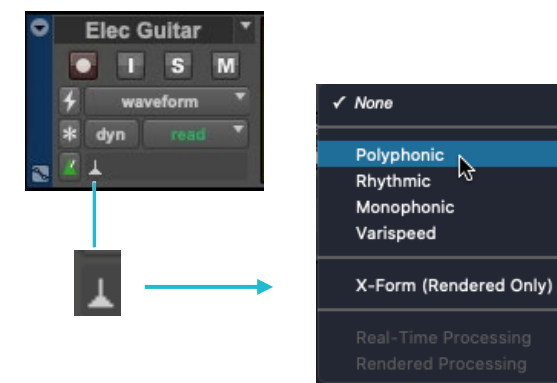 Elec Guitar
I S M
waveform
dyn read
✓ None
Polyphonic
Rhythmic
Monophonic
Varispeed
X-Form (Rendered Only)
Real-Time Processing
Rendered Processing